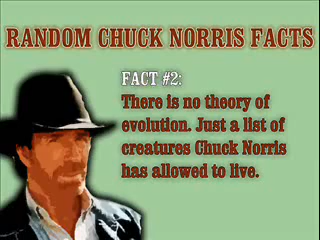 RANDOM CHUCK NORRIS FACTS
FACT #2:
There is no theory of
evolution. Just a list of
creatures Chuck Norris
has allowed to live.